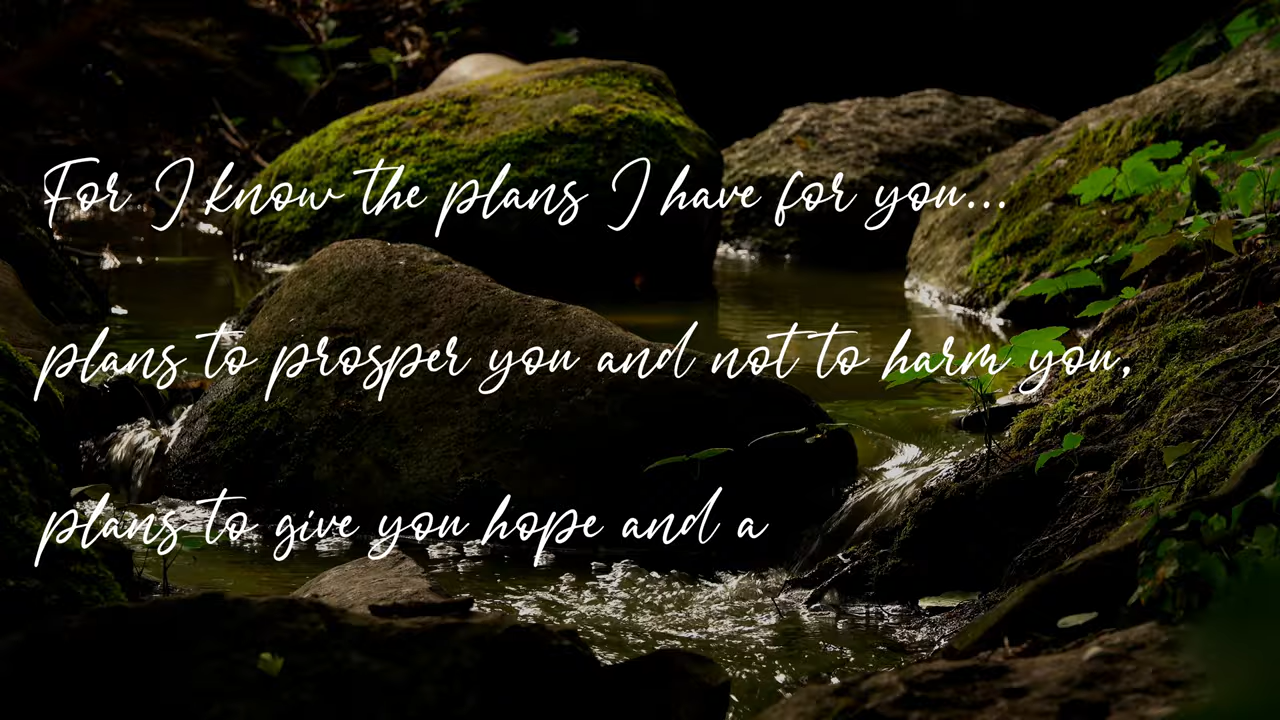 For I know the plans I have for you...
plans to prosper you and not to harm you,
plans to give you hope and a